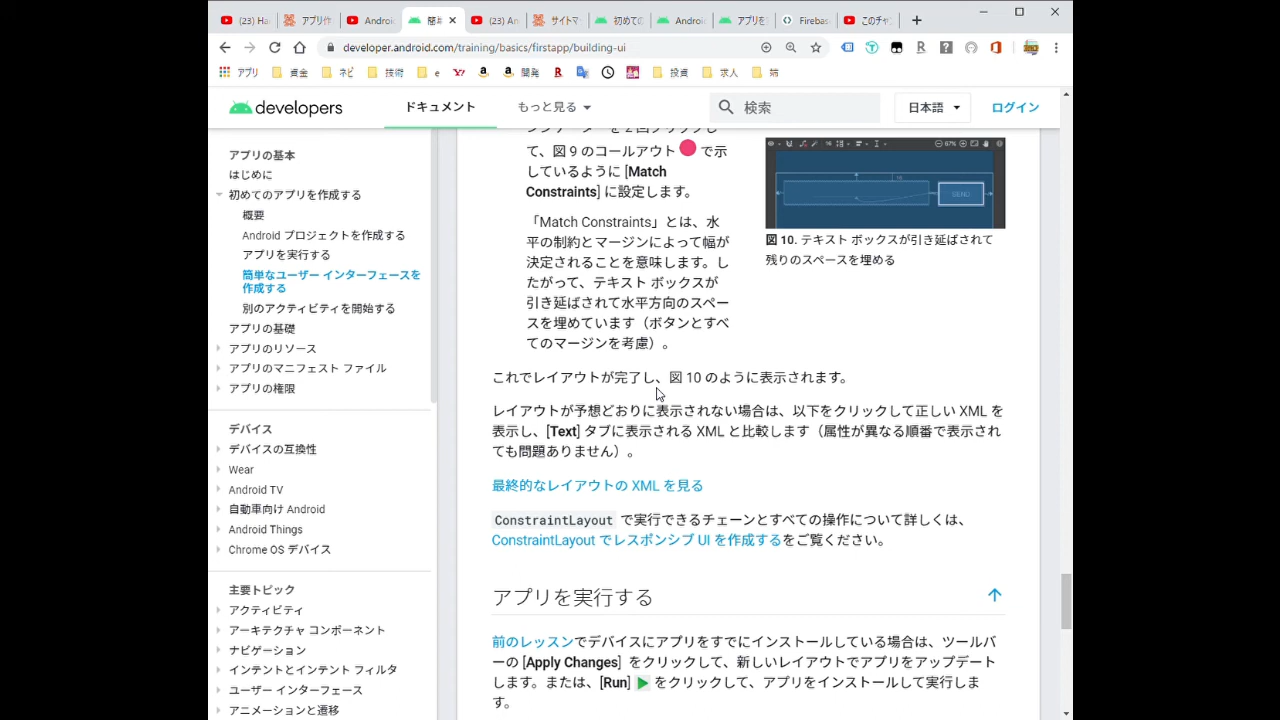 (23) Ha
アプリ作
Android
簡単
(23) An
サイトマ
初めての
Android
アプリを
Firebas
このチャン
developer.android.com/training/basics/firstapp/building-ui
アプリ
資金
ネビ
技術
e
開発
投資
求人
developers
ドキュメント
もっと見る
検索
日本語
ログイン
アプリの基本
はじめに
初めてのアプリを作成する
概要
Android プロジェクトを作成する
アプリを実行する
簡単なユーザー インターフェースを
作成する
別のアクティビティを開始する
アプリの基礎
アプリのリソース
アプリのマニフェスト ファイル
アプリの権限
デバイス
デバイスの互換性
Wear
Android TV
自動車向け Android
Android Things
Chrome OS デバイス
主要トピック
アクティビティ
アーキテクチャ コンポーネント
ナビゲーション
インテントとインテント フィルタ
ユーザー インターフェース
アニメーションと遷移
て、図 9 のコールアウト で示
しているように [Match
Constraints] に設定します。
「Match Constraints」とは、水
平の制約とマージンによって幅が
決定されることを意味します。し
たがって、テキスト ボックスが
引き延ばされて水平方向のスペー
スを埋めています（ボタンとすべ
てのマージンを考慮）。
67%
16
SEND
図 10. テキスト ボックスが引き延ばされて
残りのスペースを埋める
これでレイアウトが完了し、図 10 のように表示されます。
レイアウトが予想どおりに表示されない場合は、以下をクリックして正しい XML を
表示し、[Text] タブに表示される XML と比較します（属性が異なる順番で表示され
ても問題ありません）。
最終的なレイアウトの XML を見る
ConstraintLayout で実行できるチェーンとすべての操作について詳しくは、
ConstraintLayout でレスポンシブ UI を作成するをご覧ください。
アプリを実行する
前のレッスンでデバイスにアプリをすでにインストールしている場合は、ツールバ
ーの [Apply Changes] をクリックして、新しいレイアウトでアプリをアップデート
します。または、[Run] をクリックして、アプリをインストールして実行しま
す。